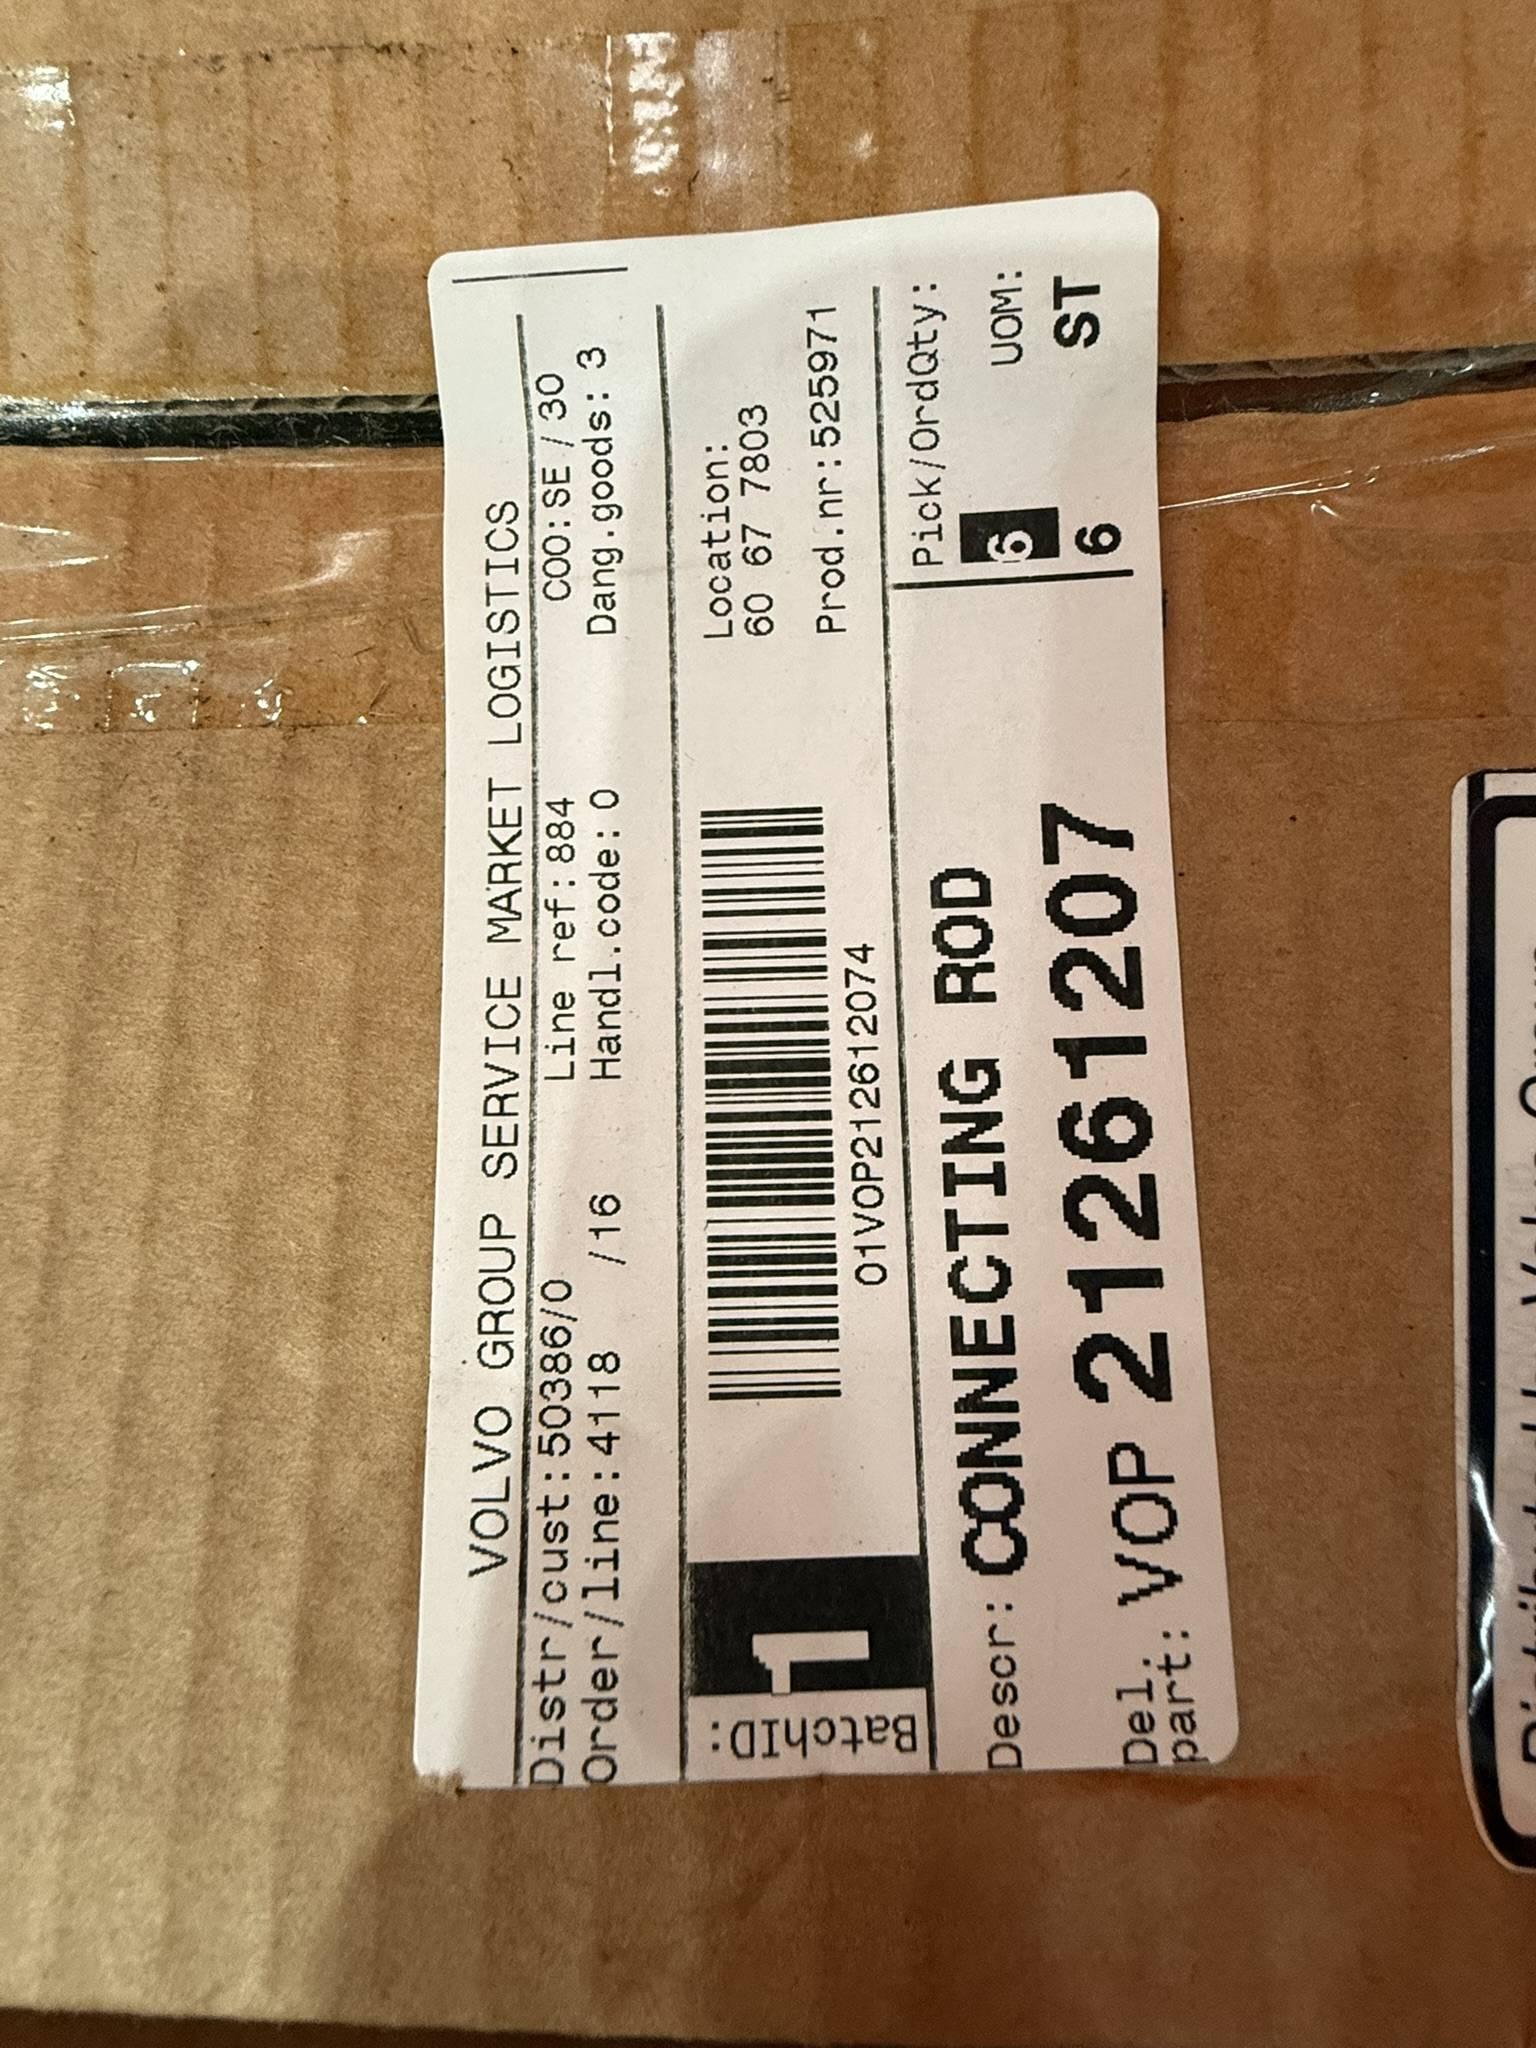 VOLVO GROUP SERVICE MARKET LOGISTICS
Distr/cust:50386/0 Line ref:884 COO:SE/30
Order/line:4118 /16 Handl.code:0 Dang.goods:3
BatchID:
1
Location:
60 67 7803
01VOP212612074
Prod.nr:525971
Descr: CONNECTING ROD
Pick/OrdQty:
6
UOM:
Del.
part: VOP 21261207
6
ST